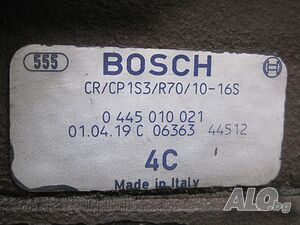 555 BOSCH
CR/CP1S3/R70/10-16S
0 445 010 021
01.04.19 C 06363 44512
4C
Made in Italy
ALO.bg